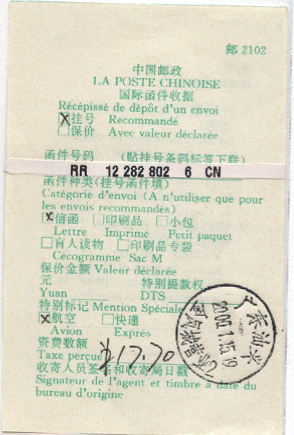 邮 2102
中国邮政
LA POSTE CHINOISE
国际函件收据
Récépissé de dépôt d'un envoi
☒挂号 Recommandé
☐保价 Avec valeur déclarée
函件号码 (贴挂号条码标签下联)
RR 12 282 802 6 CN
函件种类(挂号函件填)
Catégorie d'envoi (A n'utiliser que pour
les envois recommandés)
☒信函 ☐印刷品 ☐小包
Lettre Imprimé Petit paquet
☐盲人读物 ☐印刷品专袋
Cécogramme Sac M
保价金额 Valeur déclarée
元 特别提款权
Yuan DTS
特别标记 Mention Spéciale
☒航空 ☐快递
Avion Exprès
资费数额
Taxe perçue ¥17.70
收寄人员签名和收寄局日戳
Signateur de l'agent et timbre à date du
bureau d'origine
广东汕头
2000.1.15.19